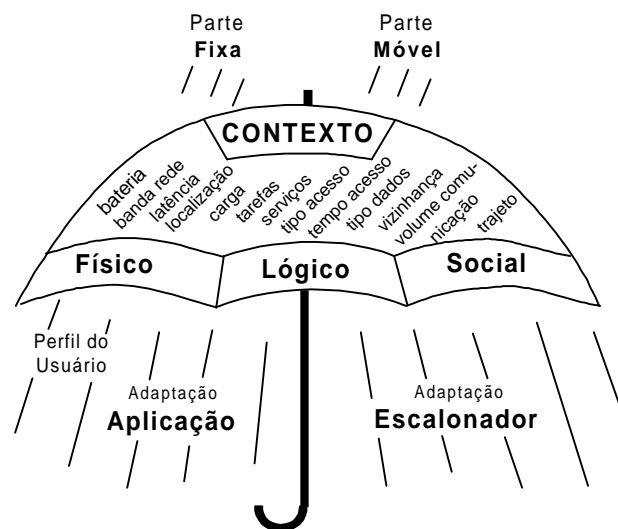 Parte
Fixa
Parte
Móvel
CONTEXTO
bateria
banda rede
latência
localização
carga
tarefas
serviços
tipo acesso
tempo acesso
tipo dados
vizinhança
volume comu-
nicação
trajeto
Físico
Lógico
Social
Perfil do
Usuário
Adaptação
Aplicação
Adaptação
Escalonador